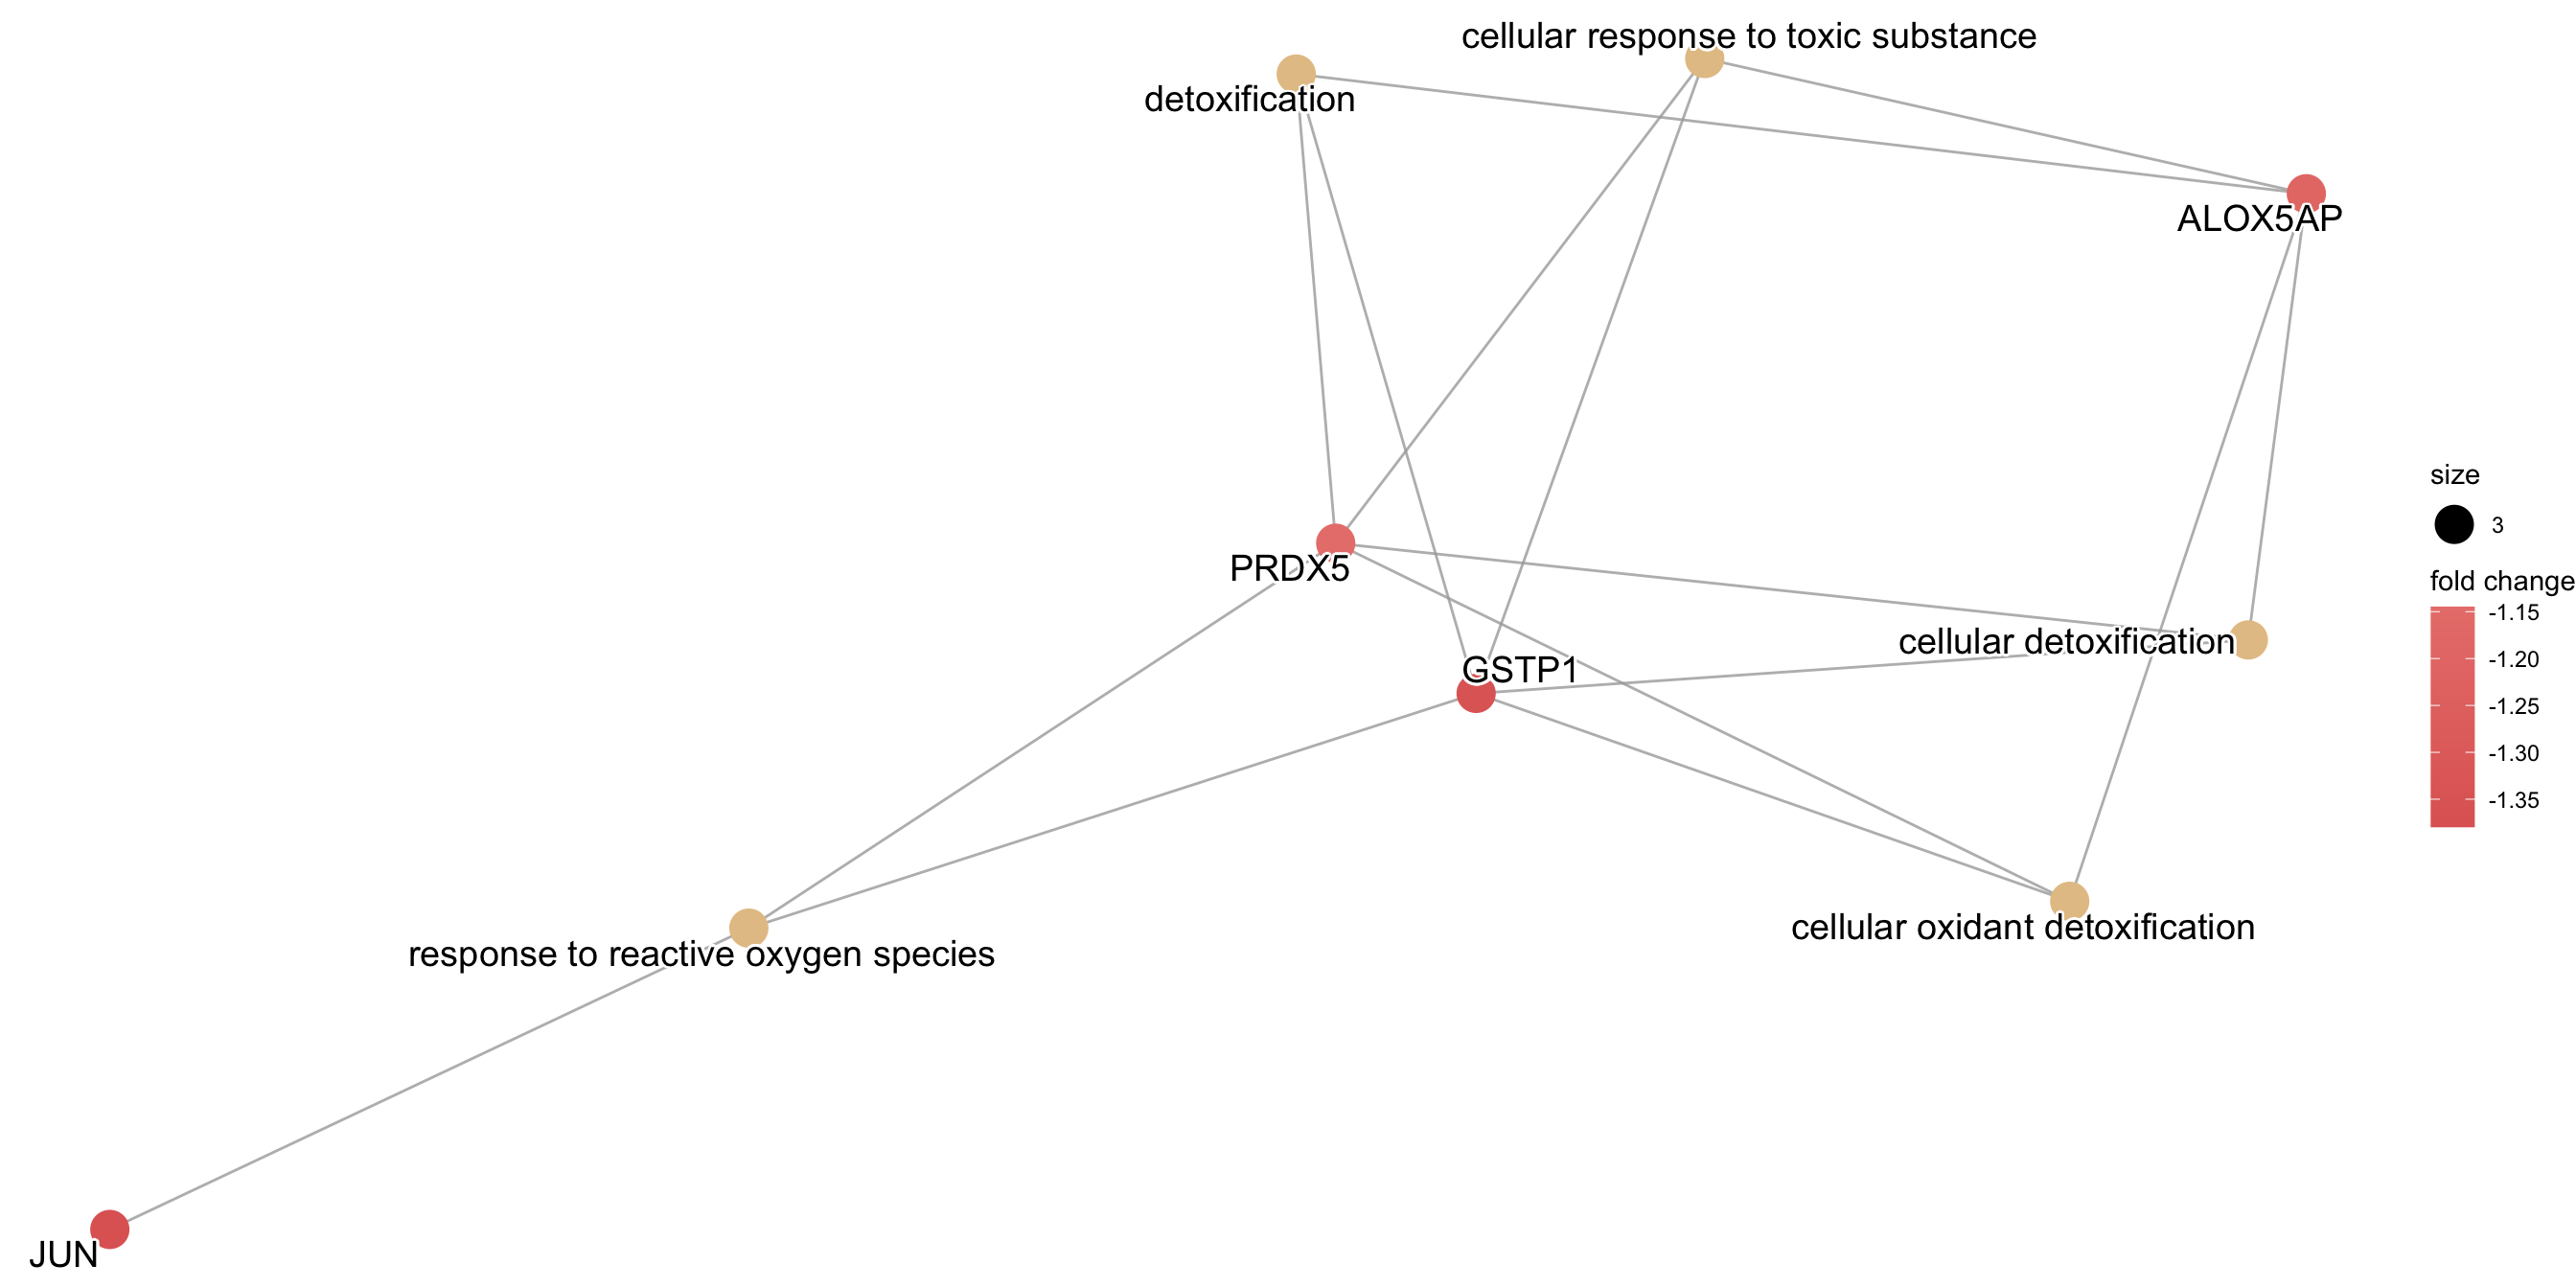 cellular response to toxic substance
detoxification
ALOX5AP
size
3
PRDX5
fold change
-1.15
-1.20
-1.25
-1.30
-1.35
cellular detoxification
GSTP1
cellular oxidant detoxification
response to reactive oxygen species
JUN